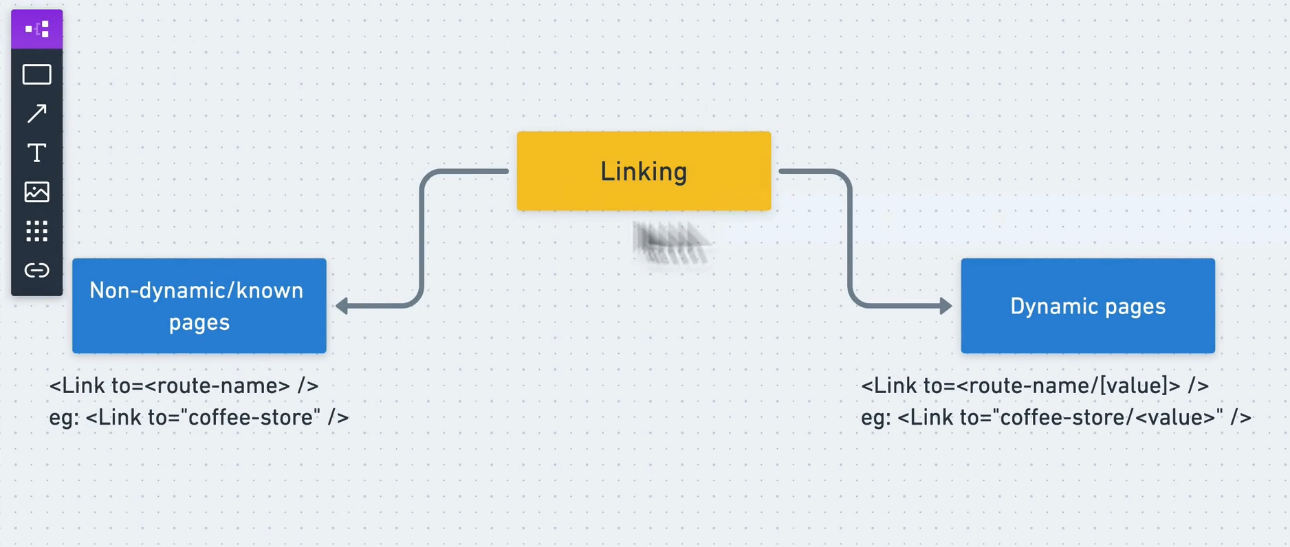 Linking
Non-dynamic/known
pages
<Link to=<route-name> />
eg: <Link to="coffee-store" />
Dynamic pages
<Link to=<route-name/[value]> />
eg: <Link to="coffee-store/<value>" />